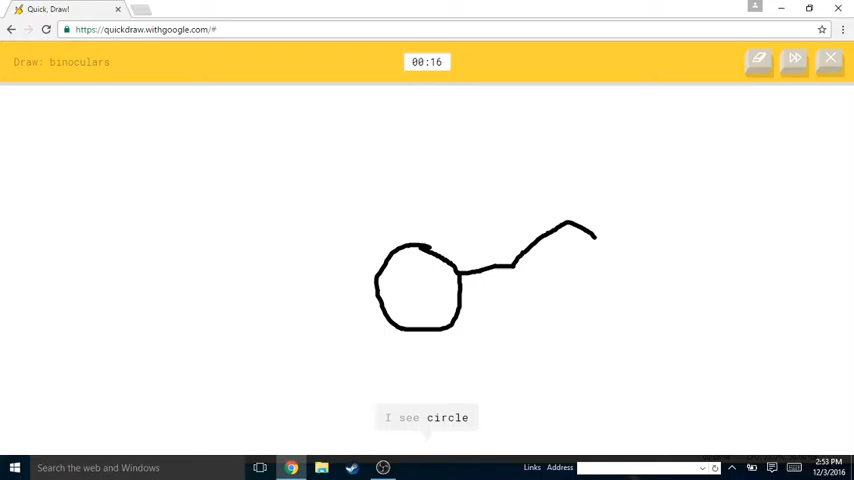 Quick, Draw!
https://quickdraw.withgoogle.com/#
Draw: binoculars
00:16
I see circle
Search the web and Windows
Links
Address
2:53 PM
12/3/2016